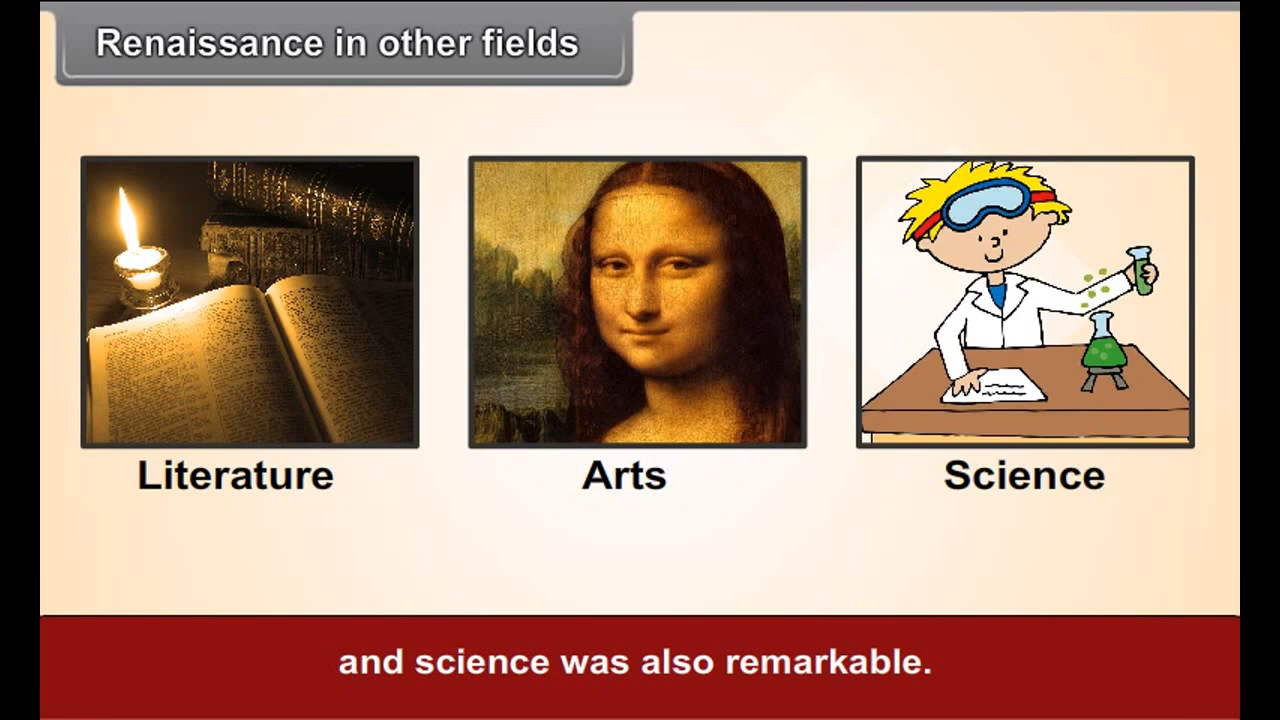 Renaissance in other fields
Literature
Arts
Science
and science was also remarkable.